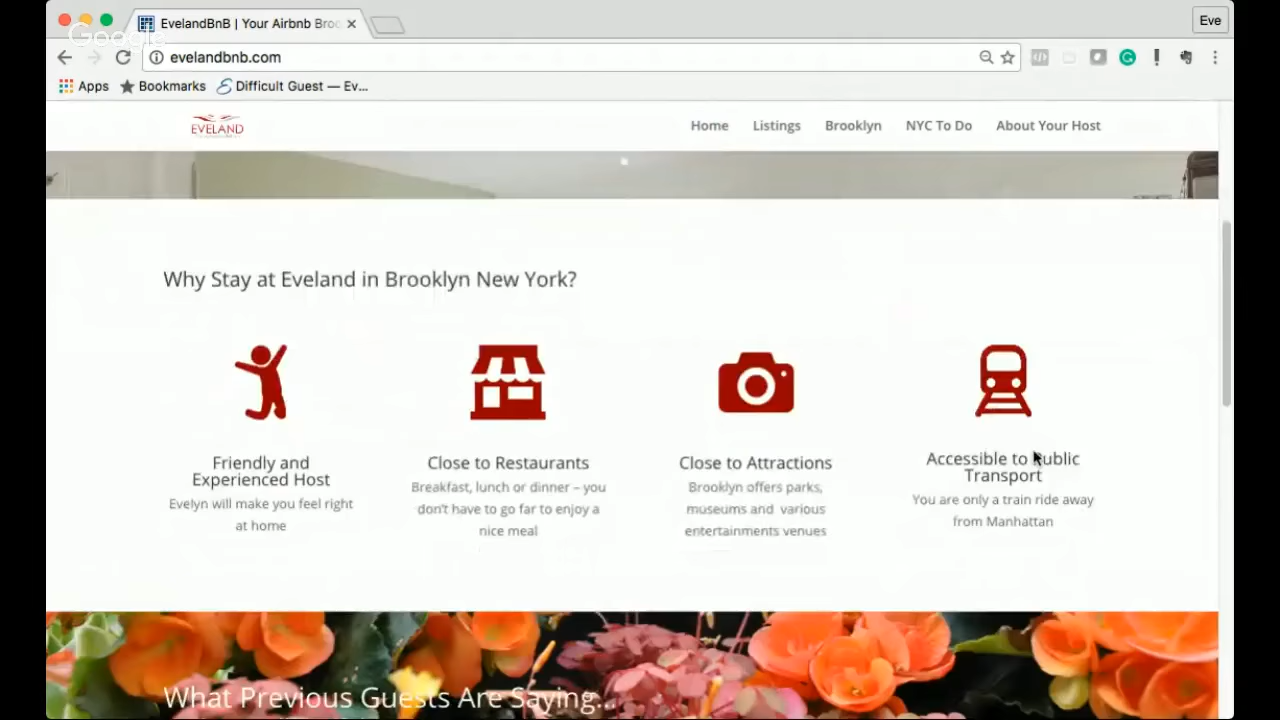 EvelandBnB | Your Airbnb Broo
Eve
Google
evelandbnb.com
Apps
Bookmarks
Difficult Guest — Ev...
EVELAND
Home
Listings
Brooklyn
NYC To Do
About Your Host
Why Stay at Eveland in Brooklyn New York?
Friendly and
Experienced Host
Evelyn will make you feel right
at home
Close to Restaurants
Breakfast, lunch or dinner – you
don't have to go far to enjoy a
nice meal
Close to Attractions
Brooklyn offers parks,
museums and various
entertainments venues
Accessible to Public
Transport
You are only a train ride away
from Manhattan
What Previous Guests Are Saying...